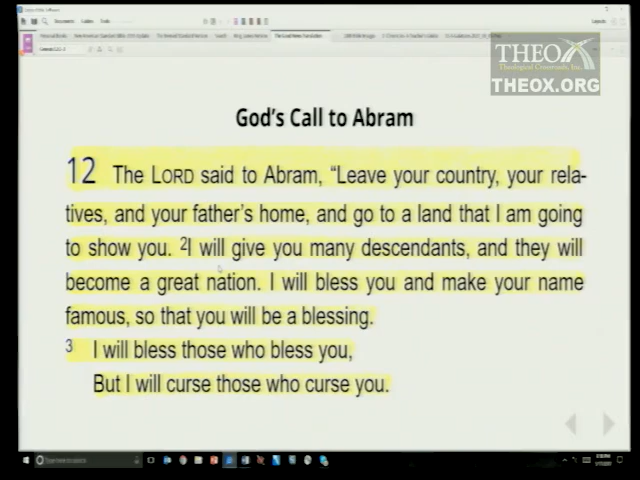 THEOX
Theological Crossroads, Inc.
THEOX.ORG
God's Call to Abram
12 The LORD said to Abram, “Leave your country, your rela-
tives, and your father's home, and go to a land that I am going
to show you. 2I will give you many descendants, and they will
become a great nation. I will bless you and make your name
famous, so that you will be a blessing.
3 I will bless those who bless you,
But I will curse those who curse you.